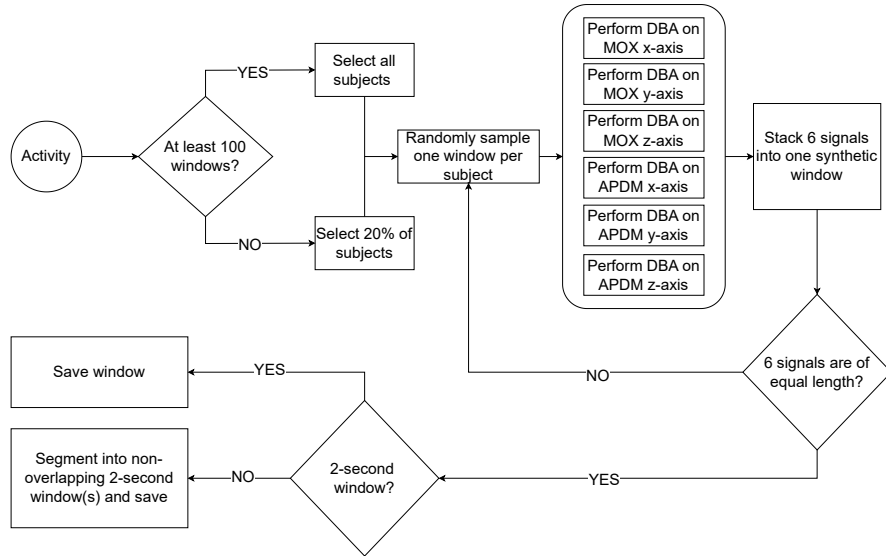 Activity
At least 100
windows?
YES
Select all
subjects
NO
Select 20% of
subjects
Randomly sample
one window per
subject
Perform DBA on
MOX x-axis
Perform DBA on
MOX y-axis
Perform DBA on
MOX z-axis
Perform DBA on
APDM x-axis
Perform DBA on
APDM y-axis
Perform DBA on
APDM z-axis
Stack 6 signals
into one synthetic
window
6 signals are of
equal length?
NO
YES
2-second
window?
YES
Save window
NO
Segment into non-
overlapping 2-second
window(s) and save